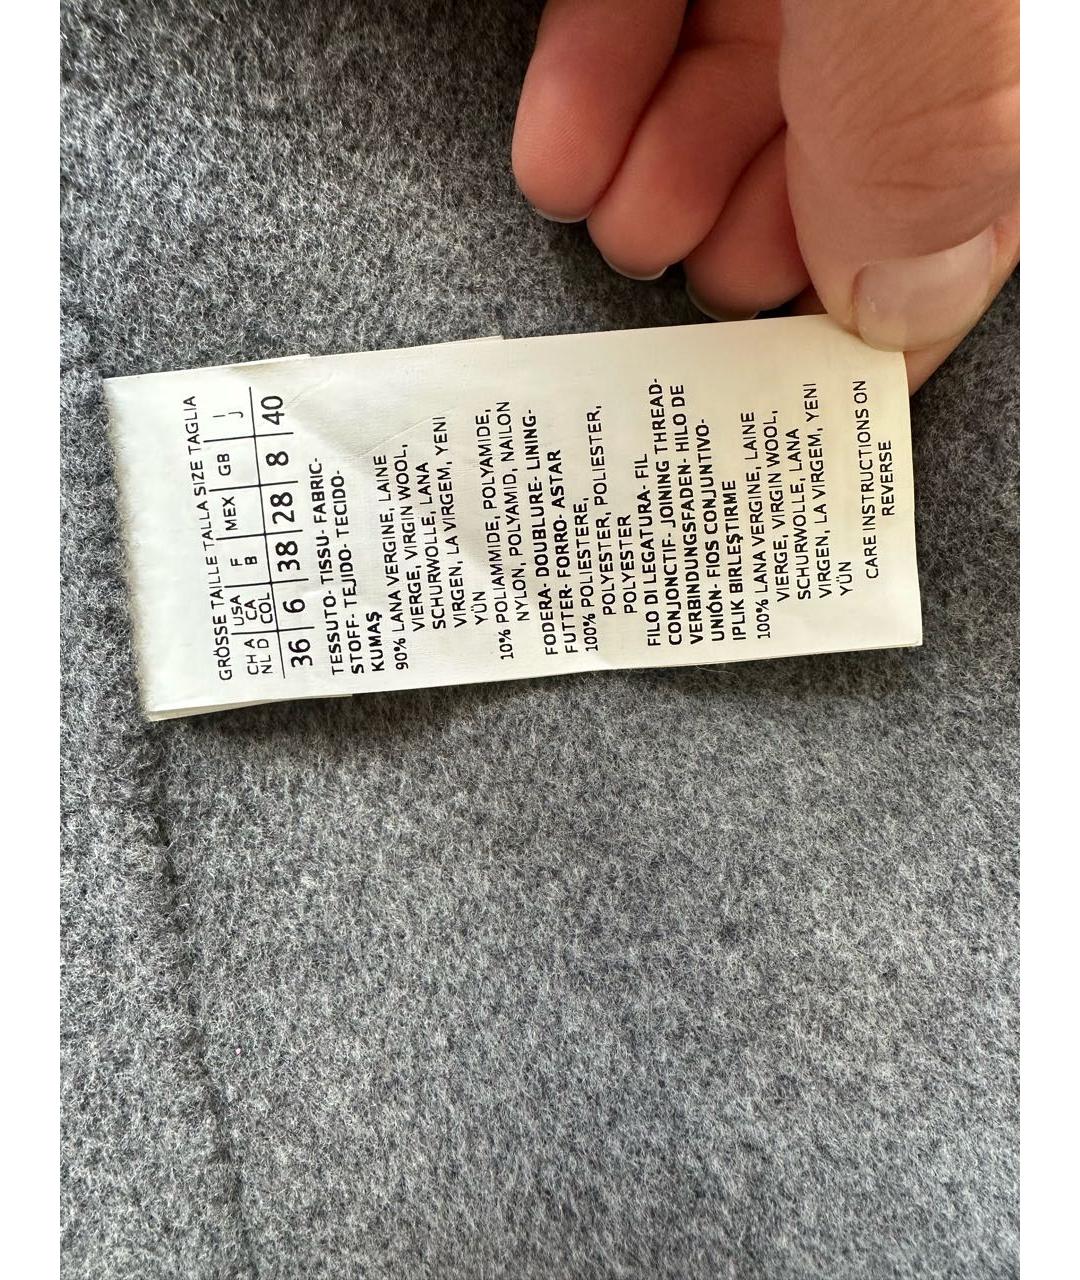 GRÖSSE TAILLE TALLA SIZE TAGLIA
CH A USA F MEX GB I
NL D CA B J
COL
36 6 38 28 8 40
TESSUTO- TISSU- FABRIC-
STOFF- TEJIDO- TECIDO-
KUMAŞ
90% LANA VERGINE, LAINE
VIERGE, VIRGIN WOOL,
SCHURWOLLE, LANA
VIRGEN, LA VIRGEM, YENI
YÜN
10% POLIAMMIDE, POLYAMIDE,
NYLON, POLYAMID, NAILON
FODERA- DOUBLURE- LINING-
FUTTER- FORRO- ASTAR
100% POLIESTERE,
POLYESTER, POLIESTER,
POLYESTER
FILO DI LEGATURA- FIL
CONJONCTIF- JOINING THREAD-
VERBINDUNGSFADEN- HILO DE
UNIÓN- FIOS CONJUNTIVO-
IPLIK BIRLEŞTIRME
100% LANA VERGINE, LAINE
VIERGE, VIRGIN WOOL,
SCHURWOLLE, LANA
VIRGEN, LA VIRGEM, YENI
YÜN
CARE INSTRUCTIONS ON
REVERSE